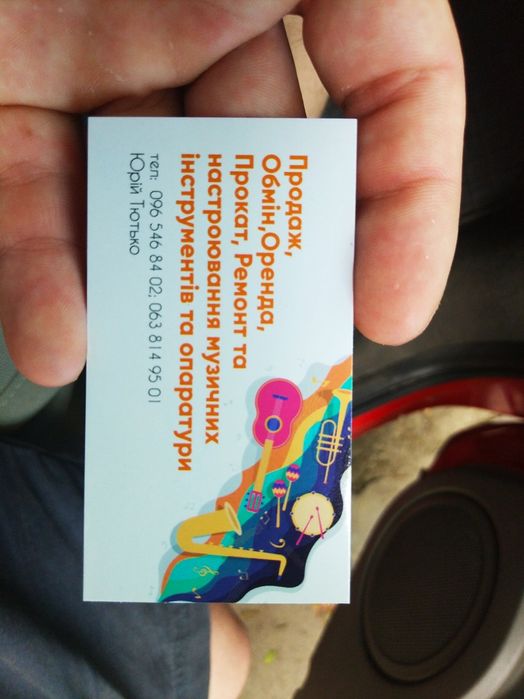 Продаж,
Обмін,Оренда,
Прокат, Ремонт та
настроювання музичних
інструментів та опаратури
тел: 096 546 84 02; 063 814 95 01
Юрій Тютько